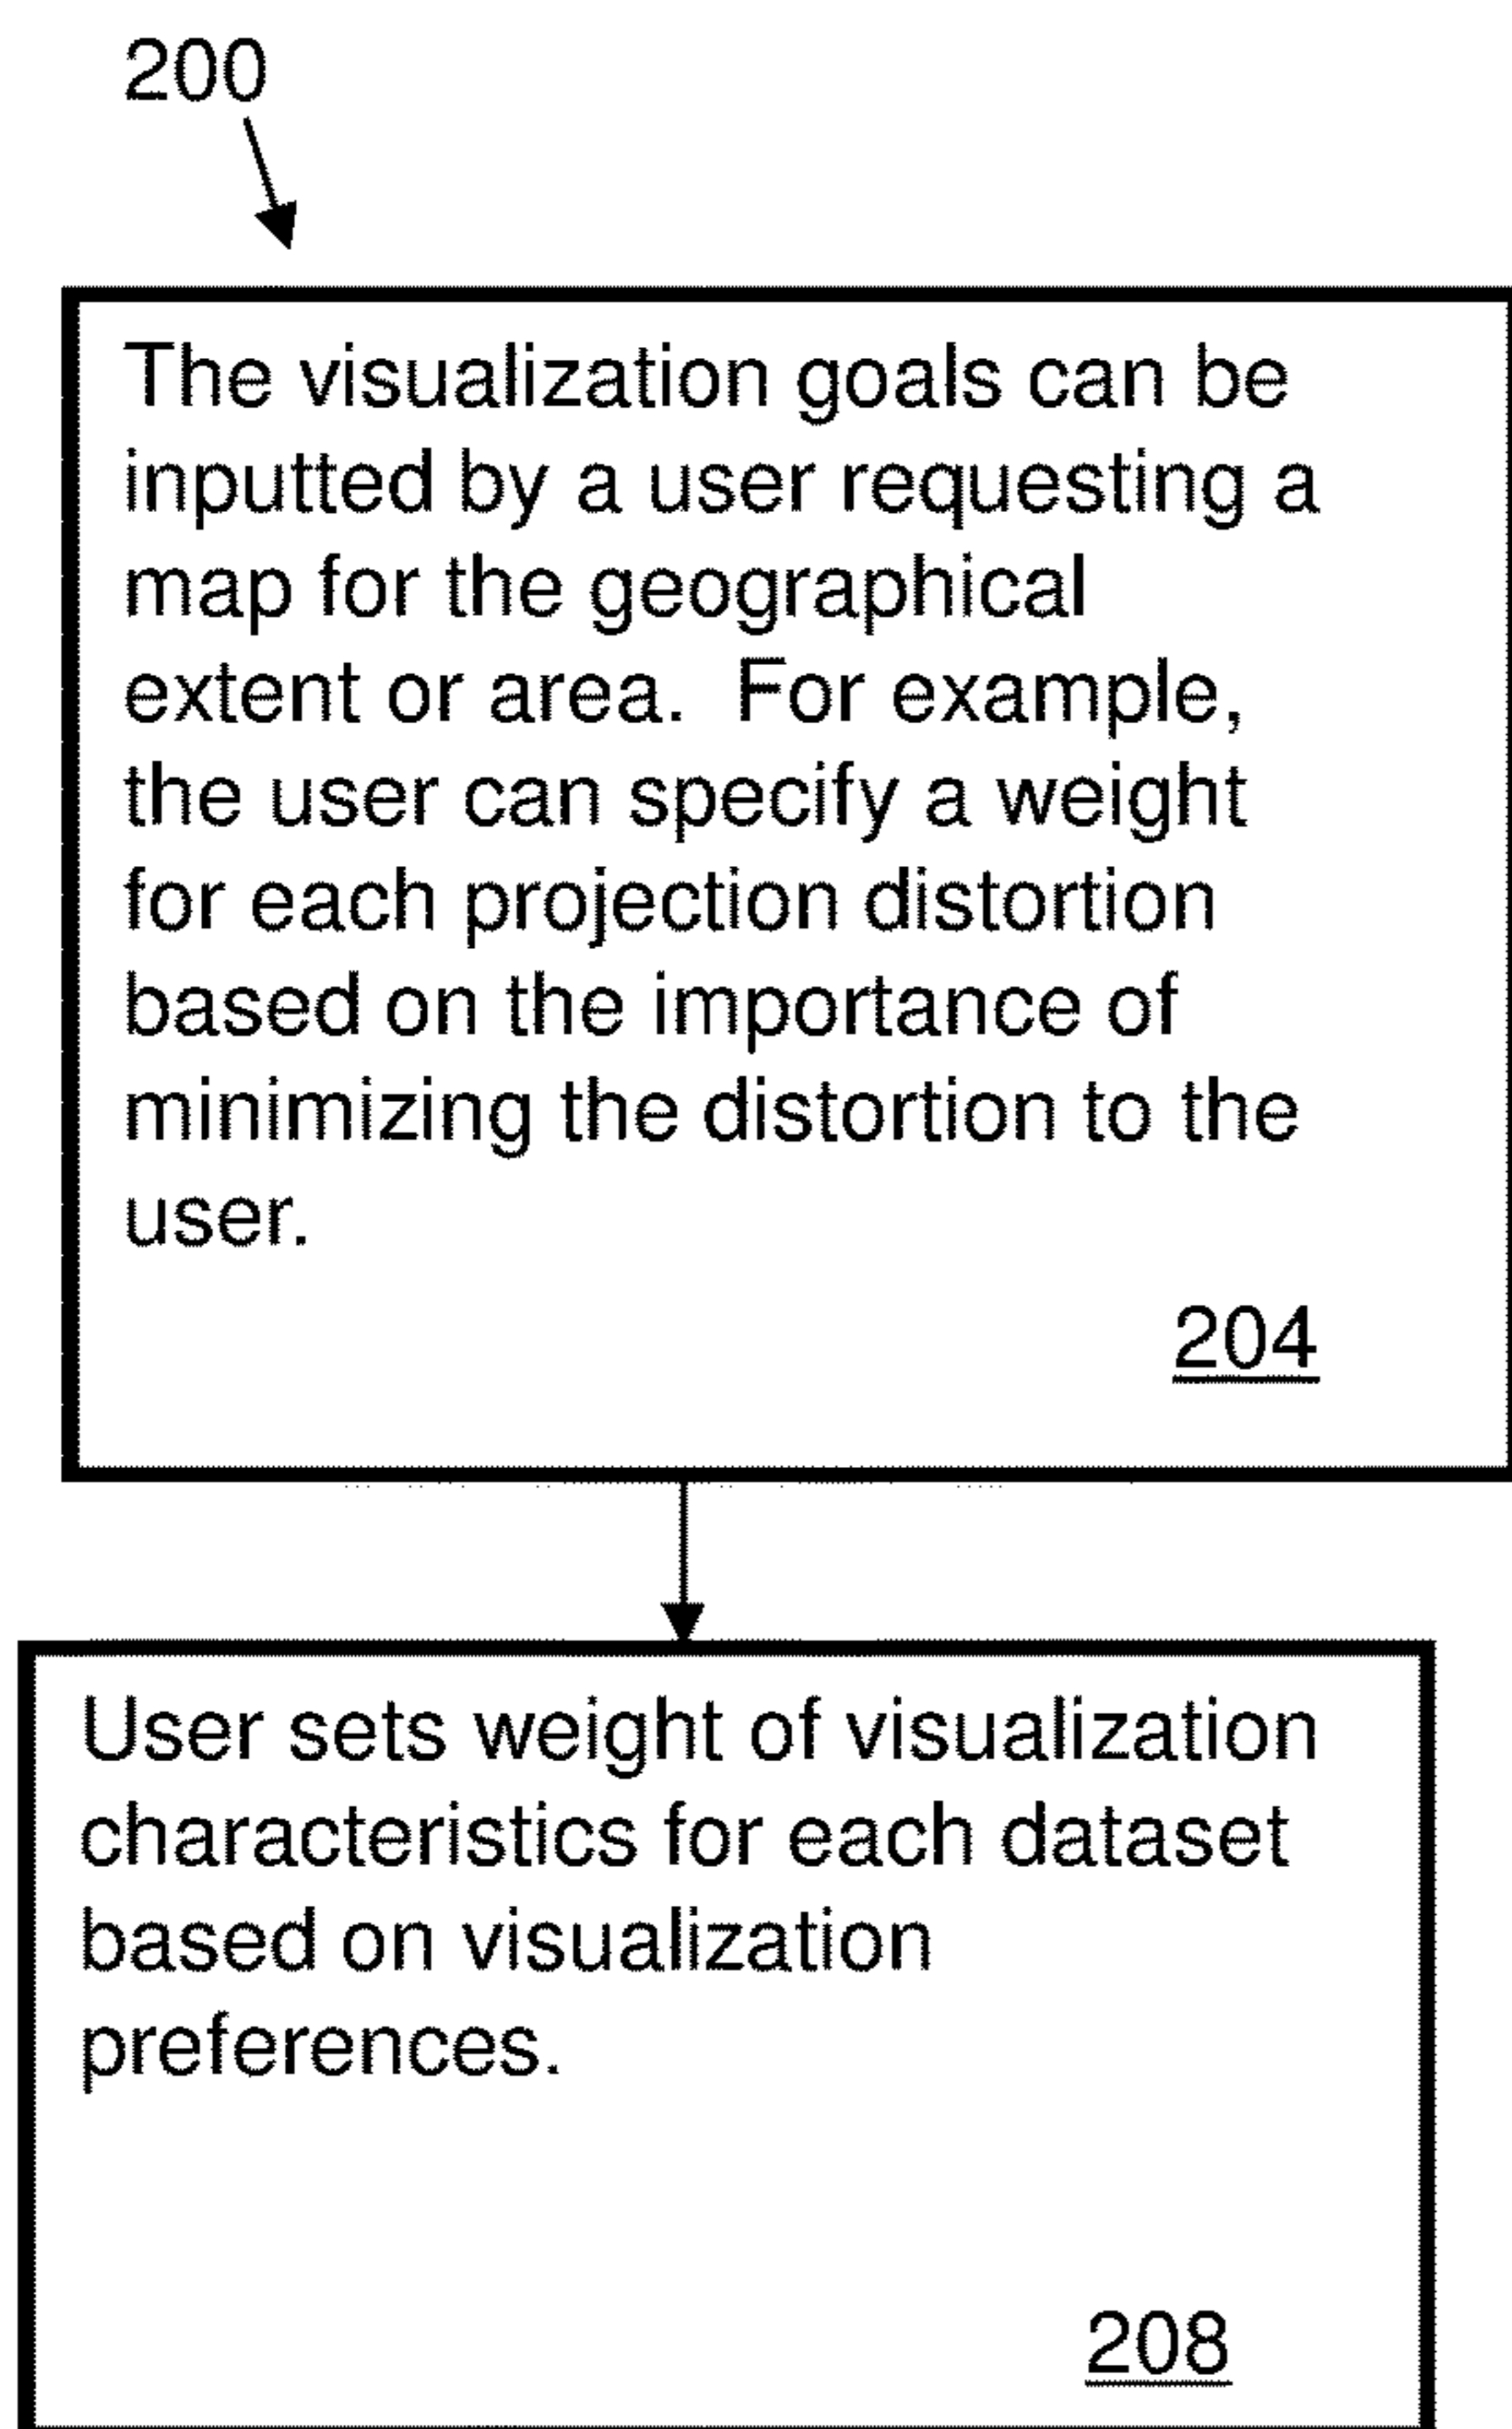 200
The visualization goals can be
inputted by a user requesting a
map for the geographical
extent or area.  For example,
the user can specify a weight
for each projection distortion
based on the importance of
minimizing the distortion to the
user.
204
User sets weight of visualization
characteristics for each dataset
based on visualization
preferences.
208